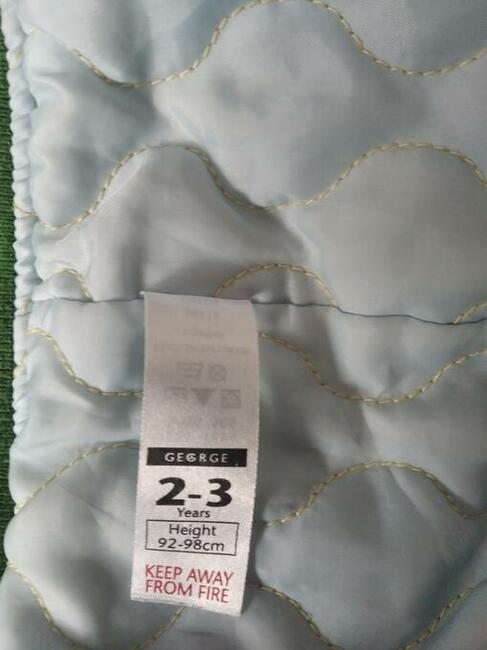 GEORGE
2-3
Years
Height
92-98cm
KEEP AWAY
FROM FIRE